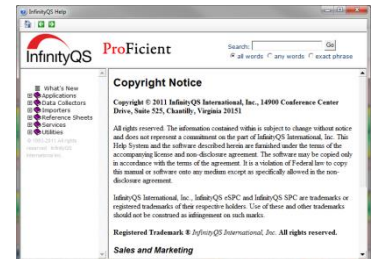 InfinityQS Help
InfinityQS
ProFicient
Search:
Go
all words any words exact phrase
What's New
Applications
Data Collectors
Importers
Reference Sheets
Services
Utilities
Copyright Notice
Copyright © 2011 InfinityQS International, Inc., 14900 Conference Center
Drive, Suite 525, Chantilly, Virginia 20151
All rights reserved. The information contained within is subject to change without notice
and does not represent a commitment on the part of InfinityQS International, Inc. This
Help System and the software described herein are furnished under the terms of the
accompanying license and non-disclosure agreement. The software may be copied only
in accordance with the terms of the agreement. It is a violation of Federal law to copy
this manual or software onto any medium except as specifically allowed in the non-
disclosure agreement.
InfinityQS International, Inc., InfinityQS eSPC and InfinityQS SPC are trademarks or
registered trademarks of their respective holders. Use of these and other trademarks
should not be construed as infringement on such marks.
Registered Trademark ® InfinityQS International, Inc. All rights reserved.
Sales and Marketing